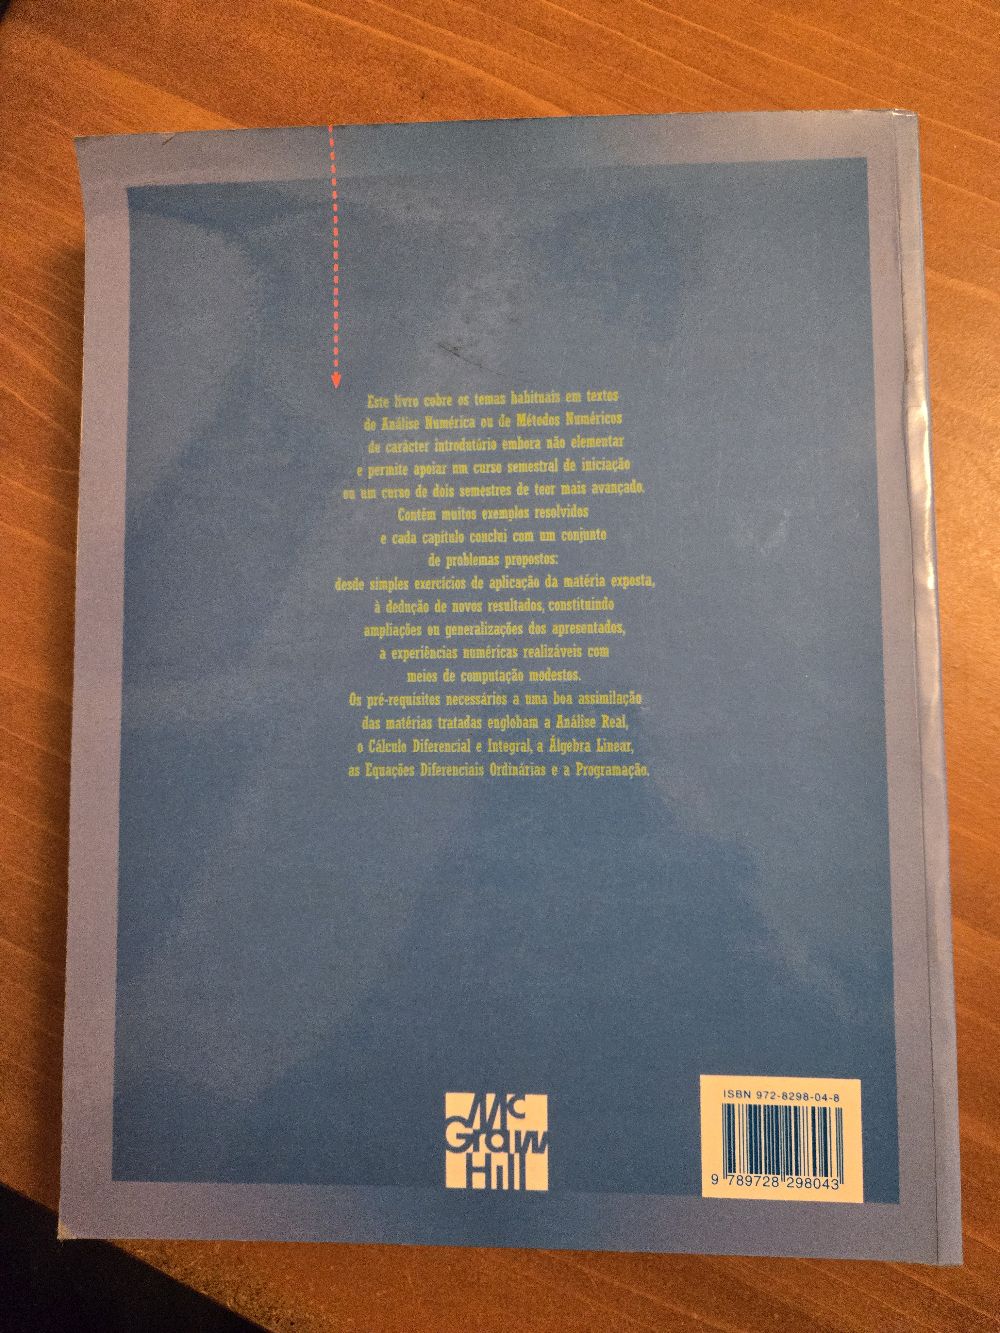 Este livro cobre os temas habituais em textos
de Análise Numérica ou de Métodos Numéricos
de carácter introdutório embora não elementar
e permite apoiar um curso semestral de iniciação
ou um curso de dois semestres de teor mais avançado.
Contém muitos exemplos resolvidos
e cada capítulo conclui com um conjunto
de problemas propostos:
desde simples exercícios de aplicação da matéria exposta,
à dedução de novos resultados, constituindo
ampliações ou generalizações dos apresentados,
a experiências numéricas realizáveis com
meios de computação modestos.
Os pré-requisitos necessários a uma boa assimilação
das matérias tratadas englobam a Análise Real,
o Cálculo Diferencial e Integral, a Álgebra Linear,
as Equações Diferenciais Ordinárias e a Programação.
Mc
Graw
Hill
ISBN 972-8298-04-8
9 789728 298043